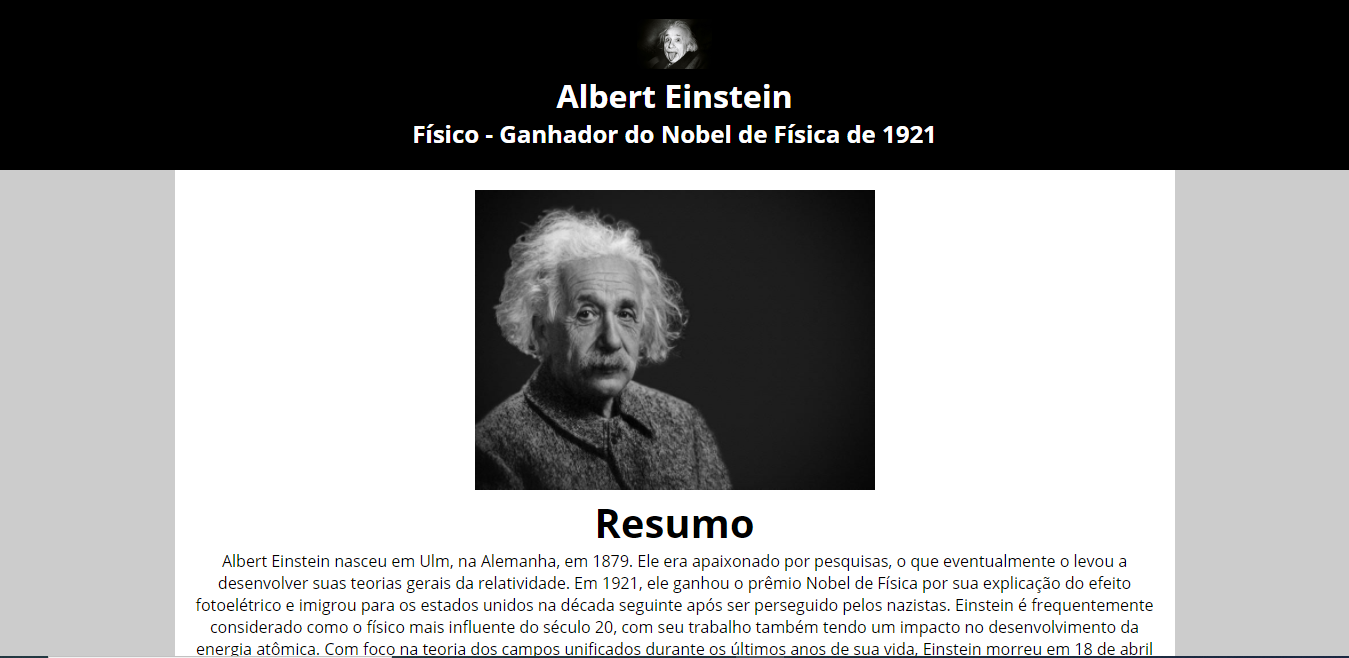 Albert Einstein
Físico - Ganhador do Nobel de Física de 1921
Resumo
Albert Einstein nasceu em Ulm, na Alemanha, em 1879. Ele era apaixonado por pesquisas, o que eventualmente o levou a
desenvolver suas teorias gerais da relatividade. Em 1921, ele ganhou o prêmio Nobel de Física por sua explicação do efeito
fotoelétrico e imigrou para os estados unidos na década seguinte após ser perseguido pelos nazistas. Einstein é frequentemente
considerado como o físico mais influente do século 20, com seu trabalho também tendo um impacto no desenvolvimento da
energia atômica. Com foco na teoria dos campos unificados durante os últimos anos de sua vida, Einstein morreu em 18 de abril